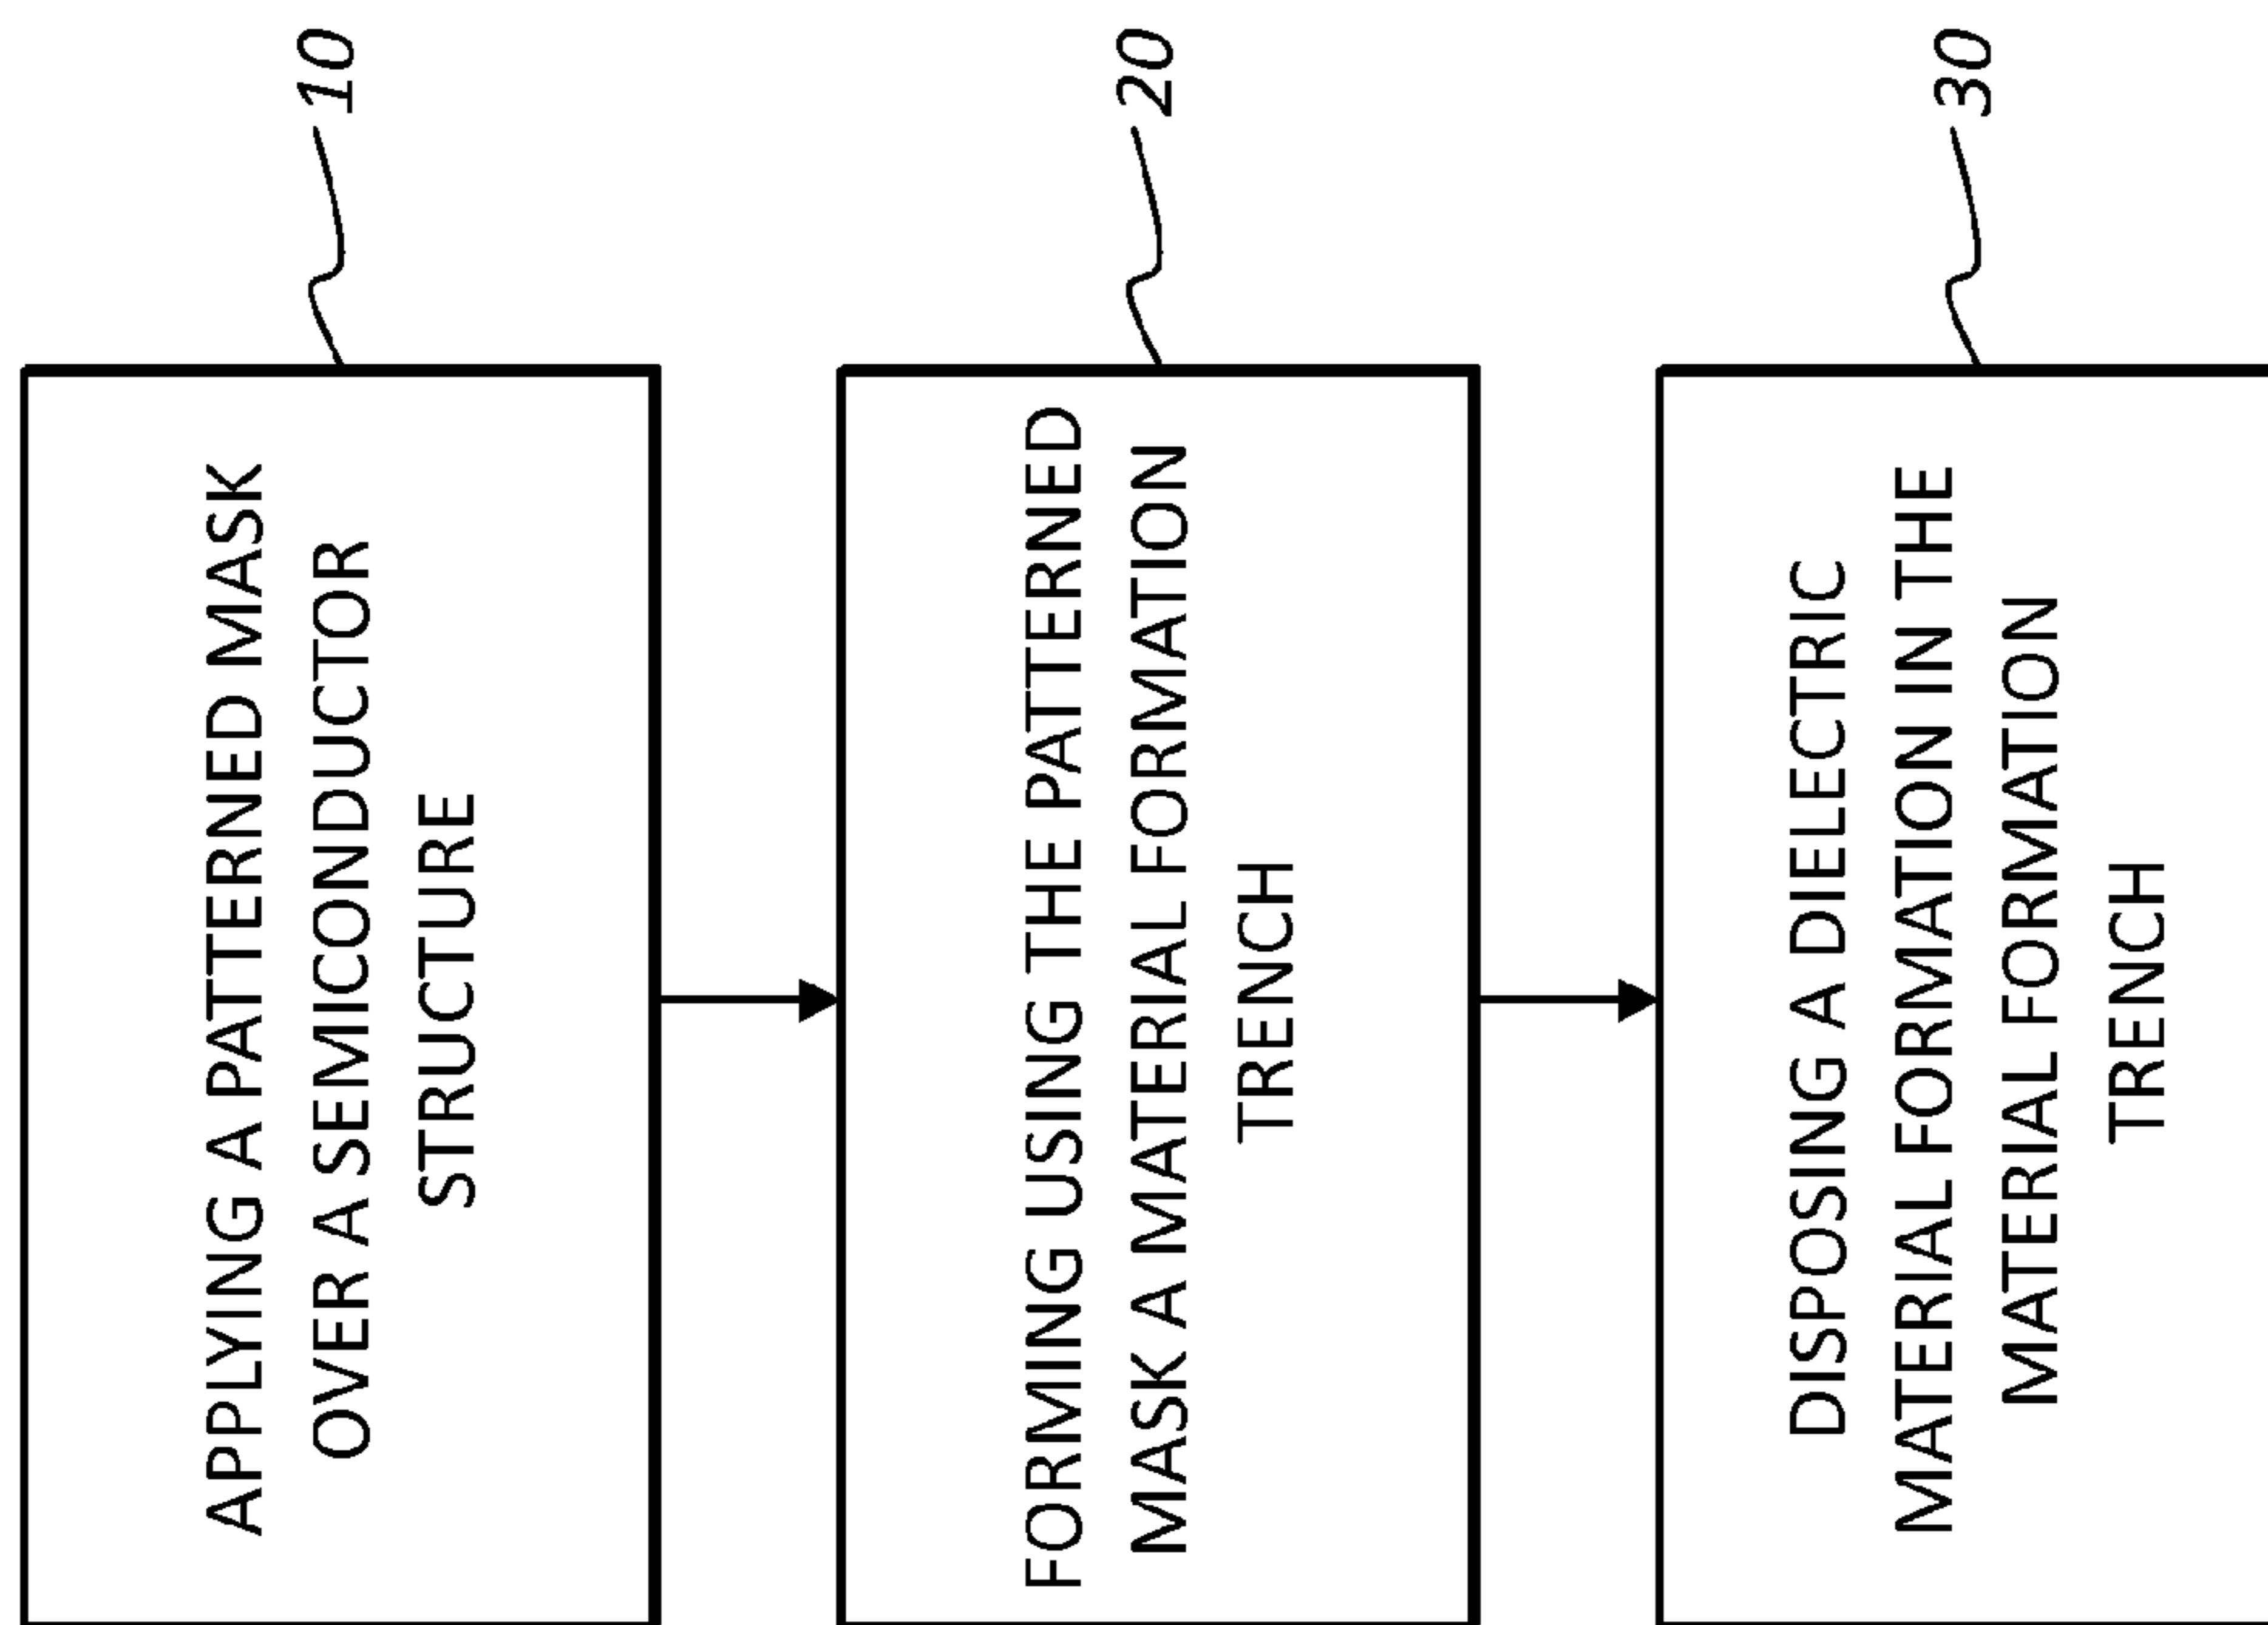 APPLYING A PATTERNED MASK
OVER A SEMICONDUCTOR
STRUCTURE
10
FORMING USING THE PATTERNED
MASK A MATERIAL FORMATION
TRENCH
20
DISPOSING A DIELECTRIC
MATERIAL FORMATION IN THE
MATERIAL FORMATION
TRENCH
30